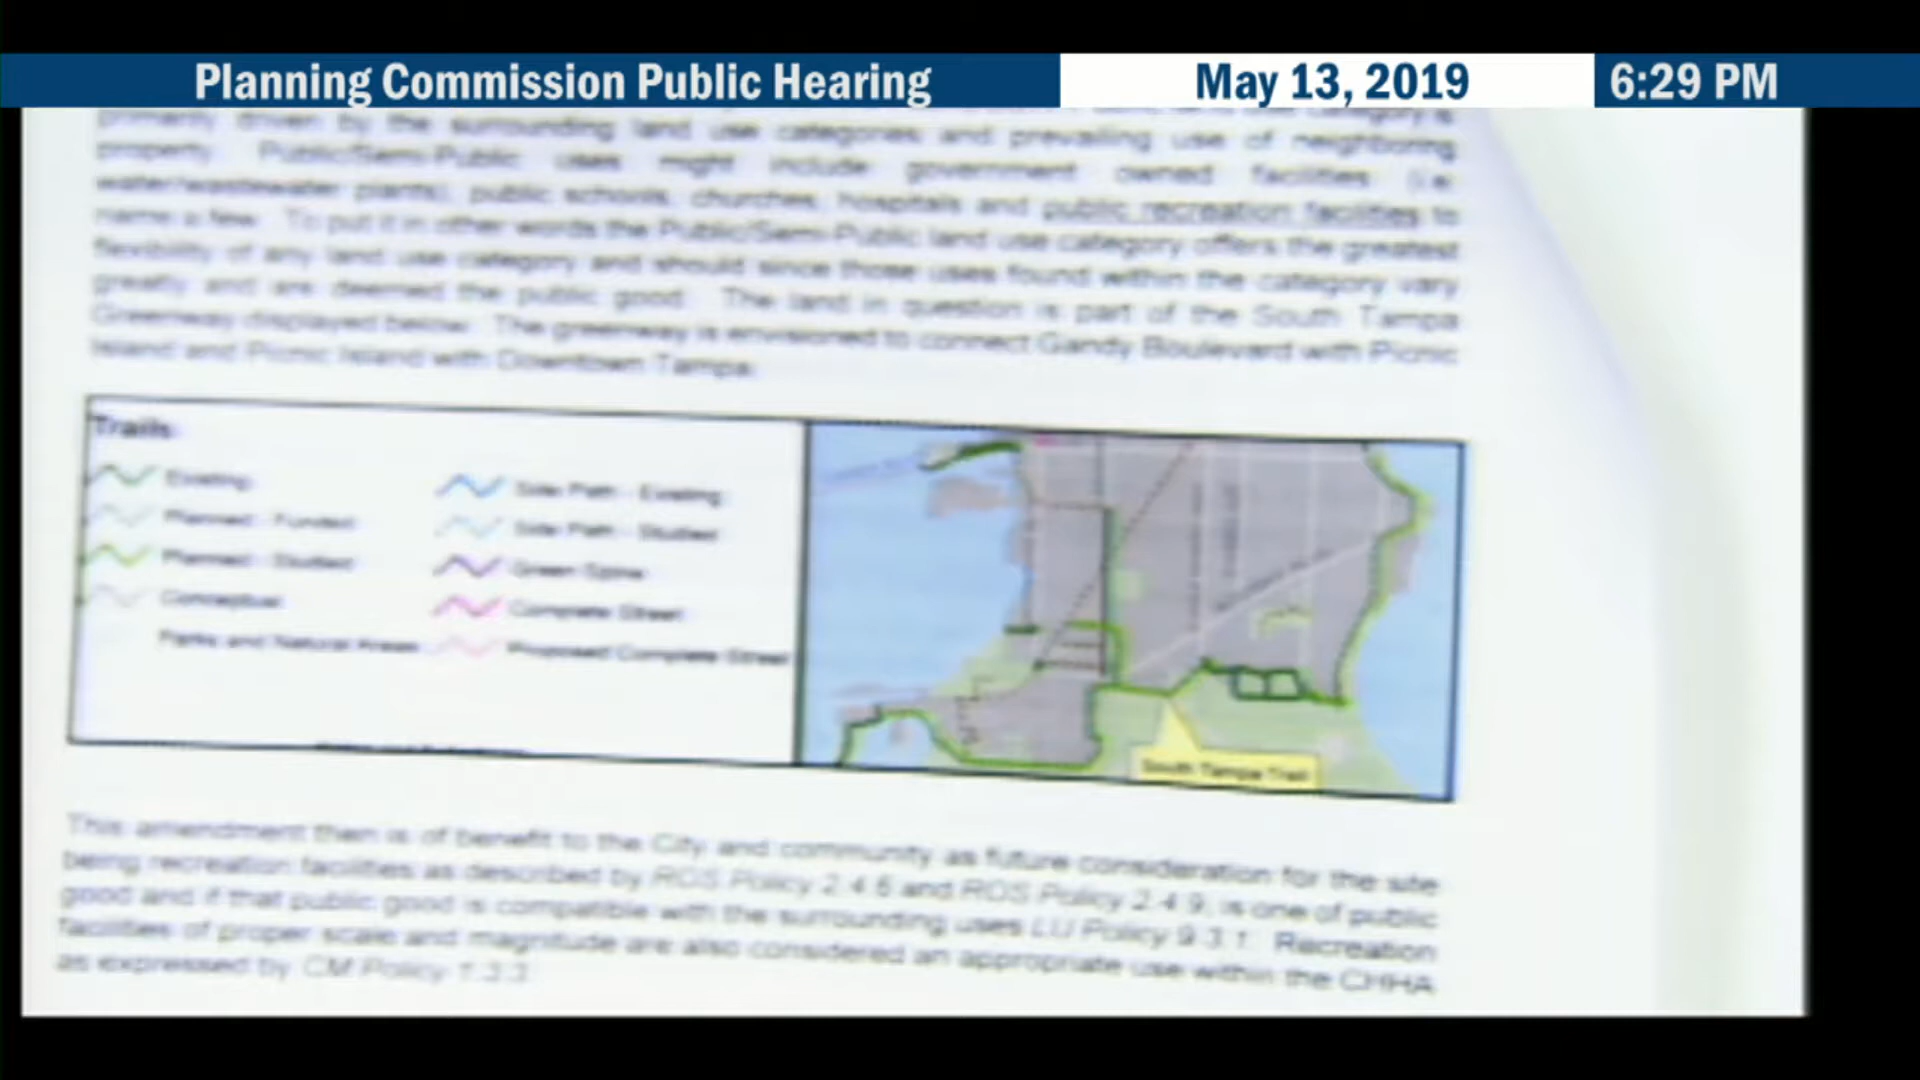 Planning Commission Public Hearing
May 13, 2019
6:29 PM
primarily driven by the surrounding land use categories and prevailing use of neighboring
property. Public/Semi-Public uses might include government owned facilities (i.e.
water/wastewater plants), public schools, churches, hospitals and public recreation facilities to
name a few. To put it in other words the Public/Semi-Public land use category offers the greatest
flexibility of any land use category and should since those uses found within the category vary
greatly and are deemed the public good. The land in question is part of the South Tampa
Greenway displayed below. The greenway is envisioned to connect Gandy Boulevard with Picnic
Island and Picnic Island with Downtown Tampa.
Trails
Existing
Planned - Funded
Planned - Studied
Conceptual
Parks and Natural Areas
Side Path - Existing
Side Path - Studied
Green Spine
Complete Street
Proposed Complete Street
South Tampa Trail
This amendment then is of benefit to the City and community as future consideration for the site
being recreation facilities as described by ROS Policy 2.4.6 and ROS Policy 2.4.9, is one of public
good and if that public good is compatible with the surrounding uses LU Policy 9.3.1. Recreation
facilities of proper scale and magnitude are also considered an appropriate use within the CHHA
as expressed by CM Policy 1.3.3.